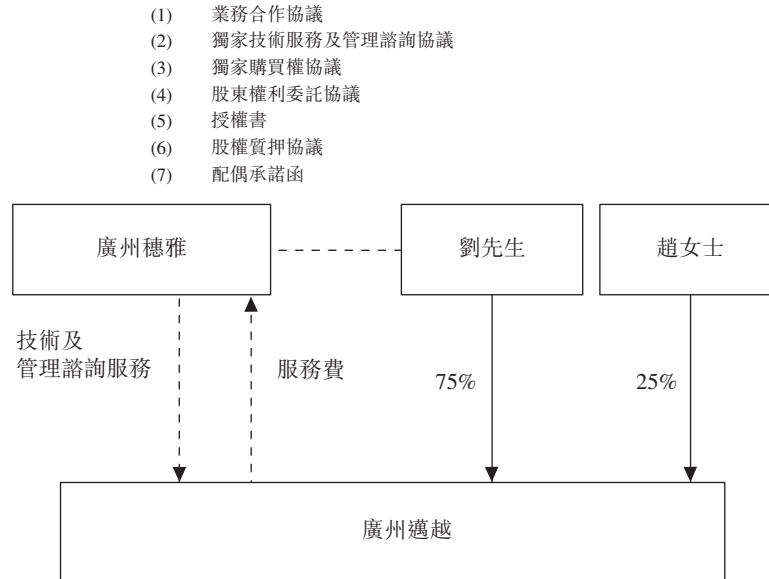 (1) 業務合作協議
(2) 獨家技術服務及管理諮詢協議
(3) 獨家購買權協議
(4) 股東權利委託協議
(5) 授權書
(6) 股權質押協議
(7) 配偶承諾函
廣州穗雅
劉先生
趙女士
技術及
管理諮詢服務
服務費
75%
25%
廣州邁越